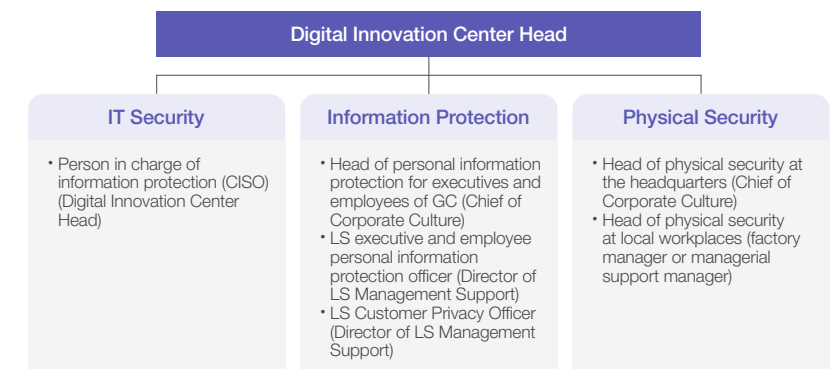 Digital Innovation Center Head
IT Security
• Person in charge of
information protection (CISO)
(Digital Innovation Center
Head)
Information Protection
• Head of personal information
protection for executives and
employees of GC (Chief of
Corporate Culture)
• LS executive and employee
personal information
protection officer (Director of
LS Management Support)
• LS Customer Privacy Officer
(Director of LS Management
Support)
Physical Security
• Head of physical security at
the headquarters (Chief of
Corporate Culture)
• Head of physical security
at local workplaces (factory
manager or managerial
support manager)